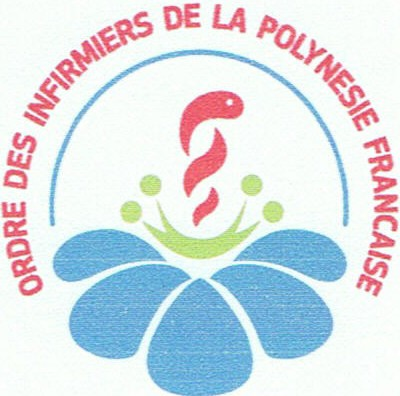 ORDRE DES INFIRMIERS DE LA POLYNESIE FRANCAISE